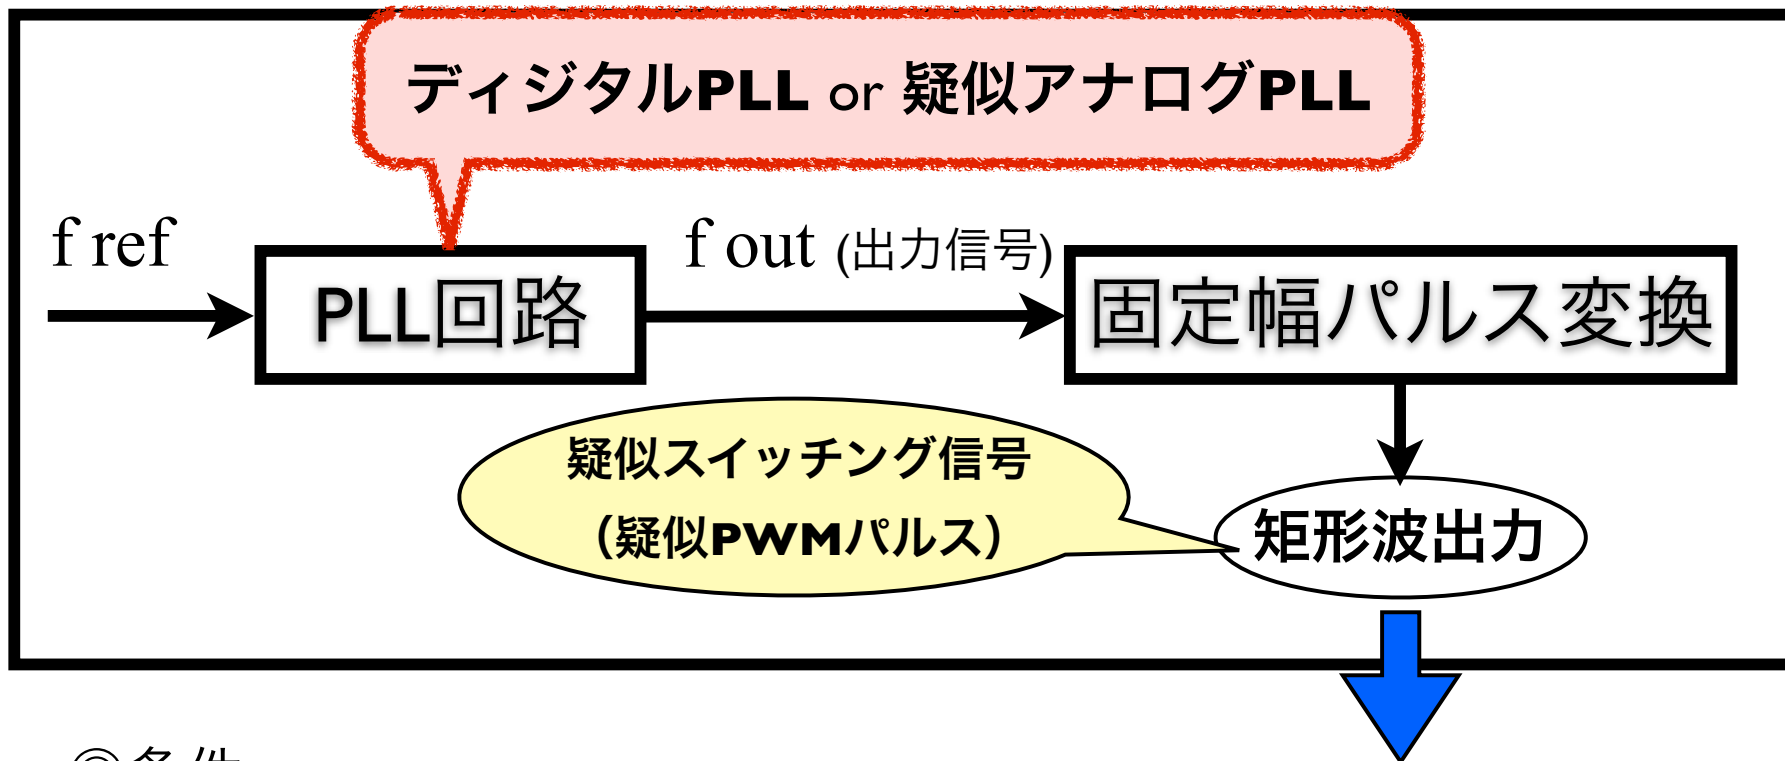 ディジタルPLL or 疑似アナログPLL
f ref
f out (出力信号)
PLL回路
固定幅パルス変換
疑似スイッチング信号
（疑似PWMパルス）
矩形波出力
◎条件